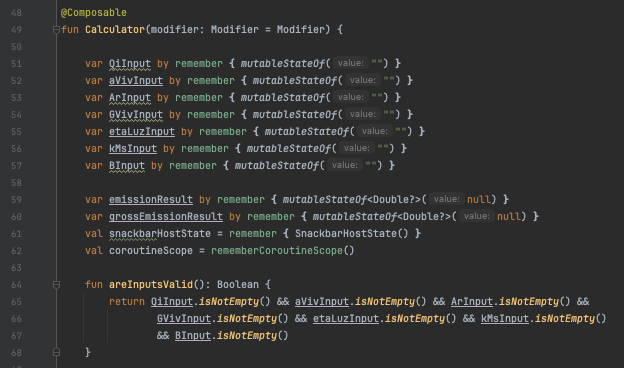 48 @Composable
49 fun Calculator(modifier: Modifier = Modifier) {
50
51 var QiInput by remember { mutableStateOf( value: "") }
52 var aVivInput by remember { mutableStateOf( value: "") }
53 var ArInput by remember { mutableStateOf( value: "") }
54 var GVivInput by remember { mutableStateOf( value: "") }
55 var etaLuzInput by remember { mutableStateOf( value: "") }
56 var kMsInput by remember { mutableStateOf( value: "") }
57 var BInput by remember { mutableStateOf( value: "") }
58
59 var emissionResult by remember { mutableStateOf<Double?>( value: null) }
60 var grossEmissionResult by remember { mutableStateOf<Double?>( value: null) }
61 val snackbarHostState = remember { SnackbarHostState() }
62 val coroutineScope = rememberCoroutineScope()
63
64 fun areInputsValid(): Boolean {
65 return QiInput.isNotEmpty() && aVivInput.isNotEmpty() && ArInput.isNotEmpty() &&
66 GVivInput.isNotEmpty() && etaLuzInput.isNotEmpty() && kMsInput.isNotEmpty()
67 && BInput.isNotEmpty()
68 }